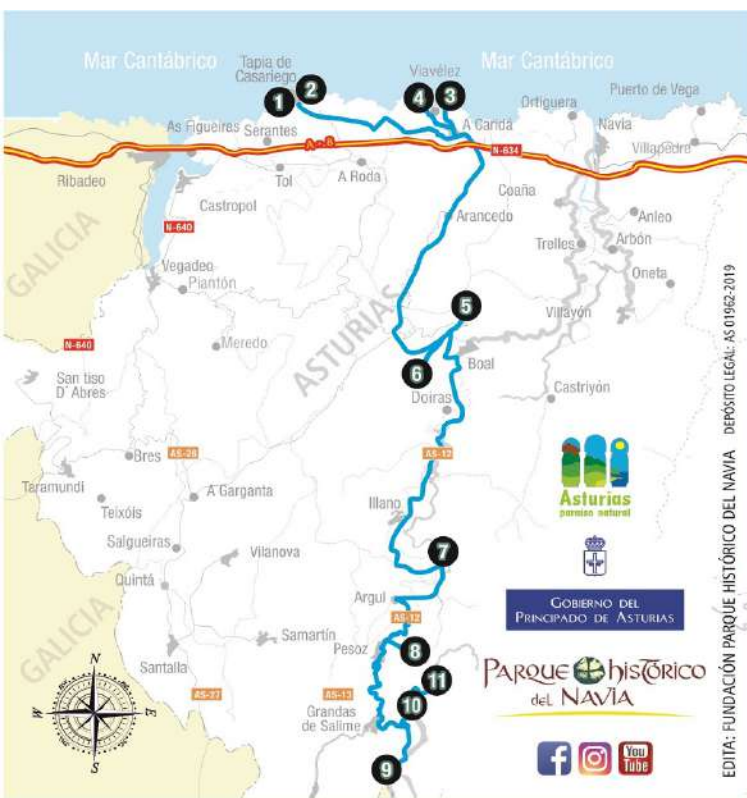 Mar Cantábrico
Mar Cantábrico
Tapia de
Casariego
Viavélez
Puerto de Vega
Ortiguera
1
2
4
3
As Figueiras
Serantes
A Caridá
Navia
Villapedre
A-8
N-634
Ribadeo
Tol
A Roda
Coaña
Castropol
Arancedo
Anleo
N-640
Trelles
Arbón
GALICIA
Vegadeo
Piantón
Oneta
5
Villayón
ASTURIAS
N-640
Meredo
Boal
6
San tiso
D´Abres
Doiras
Castriyón
Bres
AS-28
AS-12
Taramundi
Teixóis
A Garganta
Illano
Asturias
paraíso natural
Salgueiras
Vilanova
7
Quintá
Argul
AS-12
GOBIERNO DEL
PRINCIPADO DE ASTURIAS
GALICIA
Samartín
Pesoz
8
Santalla
PARQUE histórico
del NAVIA
11
AS-27
AS-13
10
Grandas
de Salime
N
W
E
S
9
f
You
Tube
EDITA: FUNDACIÓN PARQUE HISTÓRICO DEL NAVIA DEPÓSITO LEGAL: AS 01962-2019